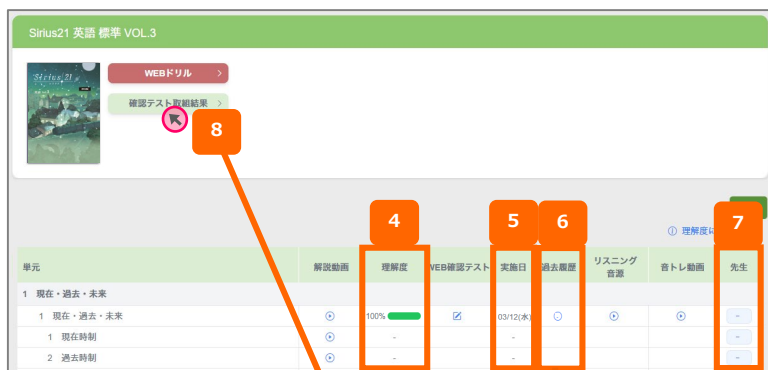 Sirius21 英語 標準 VOL.3
Sirius21
WEBドリル
確認テスト取組結果
8
4
5
6
7
理解度
単元
解説動画
理解度
WEB確認テスト
実施日
過去履歴
リスニング
音源
音トレ動画
先生
1 現在・過去・未来
1 現在・過去・未来
100%
03/12(水)
-
1 現在時制
-
-
-
2 過去時制
-
-
-